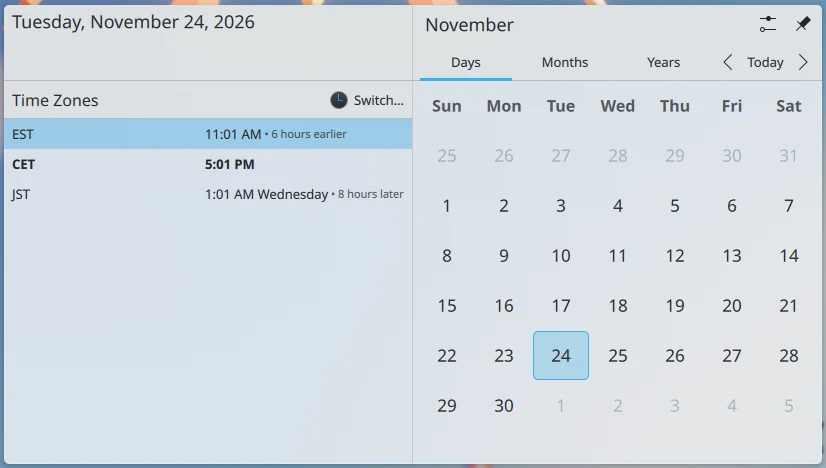 Tuesday, November 24, 2026
Time Zones
Switch...
EST 11:01 AM • 6 hours earlier
CET 5:01 PM
JST 1:01 AM Wednesday • 8 hours later
November
Days Months Years Today
Sun Mon Tue Wed Thu Fri Sat
25 26 27 28 29 30 31
1 2 3 4 5 6 7
8 9 10 11 12 13 14
15 16 17 18 19 20 21
22 23 24 25 26 27 28
29 30 1 2 3 4 5